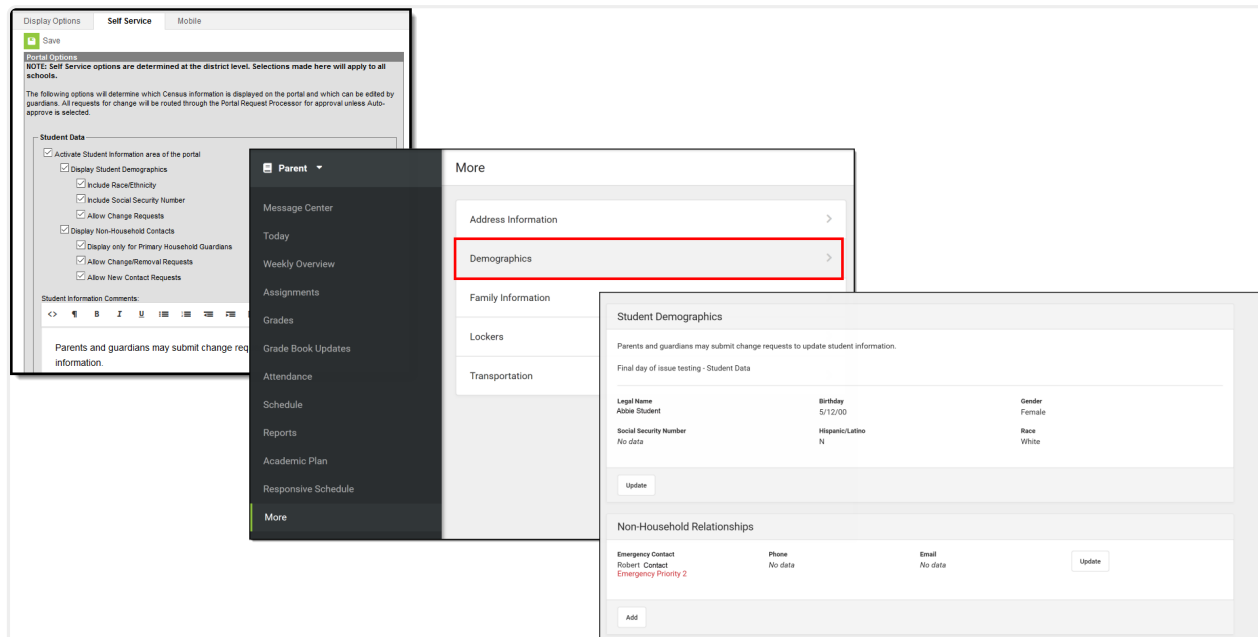 Display Options Self Service Mobile
Save
Portal Options
NOTE: Self Service options are determined at the district level. Selections made here will apply to all
schools.
The following options will determine which Census information is displayed on the portal and which can be edited by
guardians. All requests for change will be routed through the Portal Request Processor for approval unless Auto-
approve is selected.
Student Data
Activate Student Information area of the portal
Display Student Demographics
Include Race/Ethnicity
Include Social Security Number
Allow Change Requests
Display Non-Household Contacts
Display only for Primary Household Guardians
Allow Change/Removal Requests
Allow New Contact Requests
Student Information Comments:
B I U
Parents and guardians may submit change req
information.
Parent
Message Center
Today
Weekly Overview
Assignments
Grades
Grade Book Updates
Attendance
Schedule
Reports
Academic Plan
Responsive Schedule
More
More
Address Information
Demographics
Family Information
Lockers
Transportation
Student Demographics
Parents and guardians may submit change requests to update student information.
Final day of issue testing - Student Data
Legal Name Birthday Gender
Abbie Student 5/12/00 Female
Social Security Number Hispanic/Latino Race
No data N White
Update
Non-Household Relationships
Emergency Contact Phone Email
Robert Contact No data No data Update
Emergency Priority 2
Add